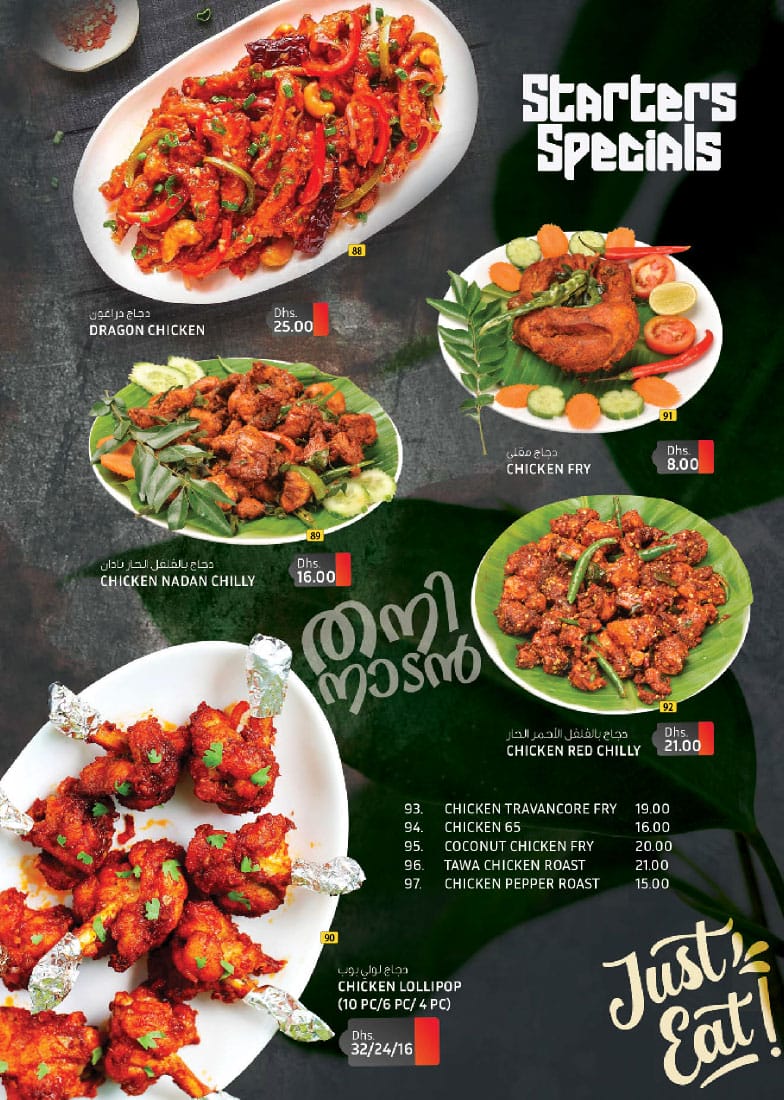 Starters
Specials
88
دجاج دراغون
DRAGON CHICKEN
Dhs.
25.00
91
دجاج مقلي
CHICKEN FRY
Dhs.
8.00
89
دجاج بالفلفل الحار نادان
CHICKEN NADAN CHILLY
Dhs.
16.00
തനി
നാടൻ
92
دجاج بالفلفل الأحمر الحار
CHICKEN RED CHILLY
Dhs.
21.00
93. CHICKEN TRAVANCORE FRY 19.00
94. CHICKEN 65 16.00
95. COCONUT CHICKEN FRY 20.00
96. TAWA CHICKEN ROAST 21.00
97. CHICKEN PEPPER ROAST 15.00
90
دجاج لولي بوب
CHICKEN LOLLIPOP
(10 PC/6 PC/ 4 PC)
Dhs.
32/24/16
Just
Eat!